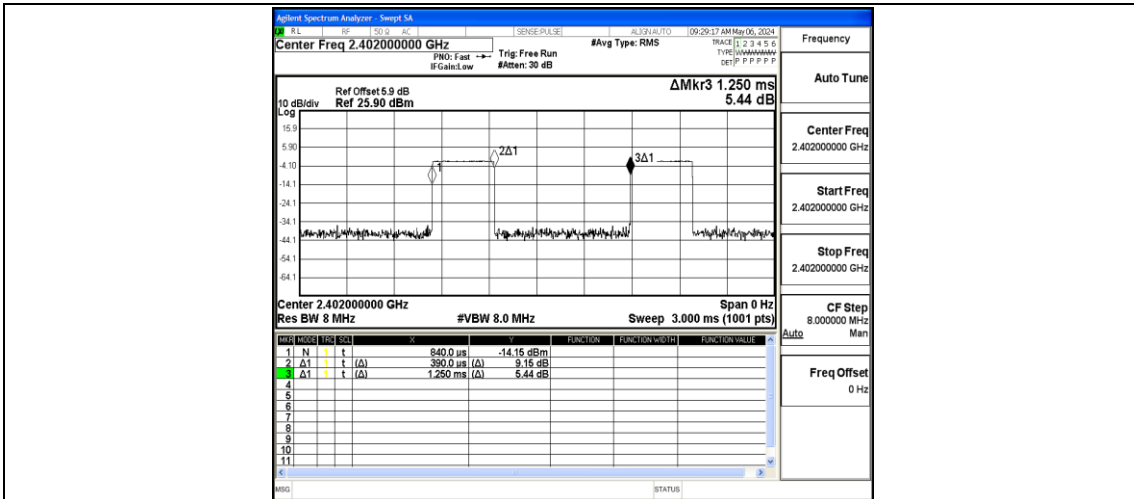 Agilent Spectrum Analyzer - Swept SA
RL RF 50 Ω AC SENSE:PULSE ALIGNAUTO 09:29:17 AM May 06, 2024
Center Freq 2.402000000 GHz
#Avg Type: RMS
TRACE 1 2 3 4 5 6
TYPE
DET P P P P P P
PNO: Fast
IFGain:Low
Trig: Free Run
#Atten: 30 dB
Frequency
ΔMkr3 1.250 ms
5.44 dB
Ref Offset 5.9 dB
10 dB/div Ref 25.90 dBm
Log
15.9
5.90
-4.10
-14.1
-24.1
-34.1
-44.1
-54.1
-64.1
1
2Δ1
3Δ1
Center 2.402000000 GHz Span 0 Hz
Res BW 8 MHz #VBW 8.0 MHz Sweep 3.000 ms (1001 pts)
MKR MODE TRC SCL X Y FUNCTION FUNCTION WIDTH FUNCTION VALUE
1 N 1 t 840.0 µs -14.15 dBm
2 Δ1 1 t (Δ) 390.0 µs (Δ) 9.15 dB
3 Δ1 1 t (Δ) 1.250 ms (Δ) 5.44 dB
4
5
6
7
8
9
10
11
MSG STATUS
Auto Tune
Center Freq
2.402000000 GHz
Start Freq
2.402000000 GHz
Stop Freq
2.402000000 GHz
CF Step
8.000000 MHz
Auto Man
Freq Offset
0 Hz